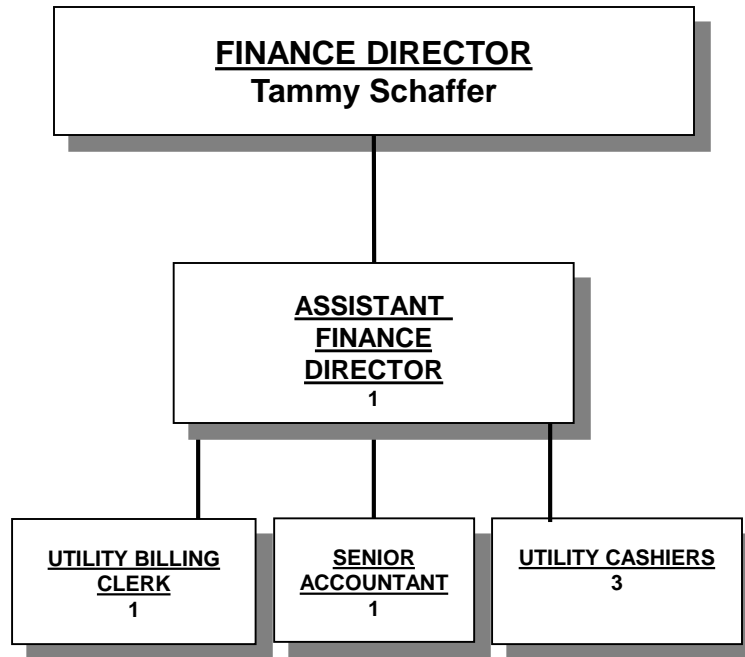 FINANCE DIRECTOR
Tammy Schaffer
ASSISTANT
FINANCE
DIRECTOR
1
UTILITY BILLING
CLERK
1
SENIOR
ACCOUNTANT
1
UTILITY CASHIERS
3